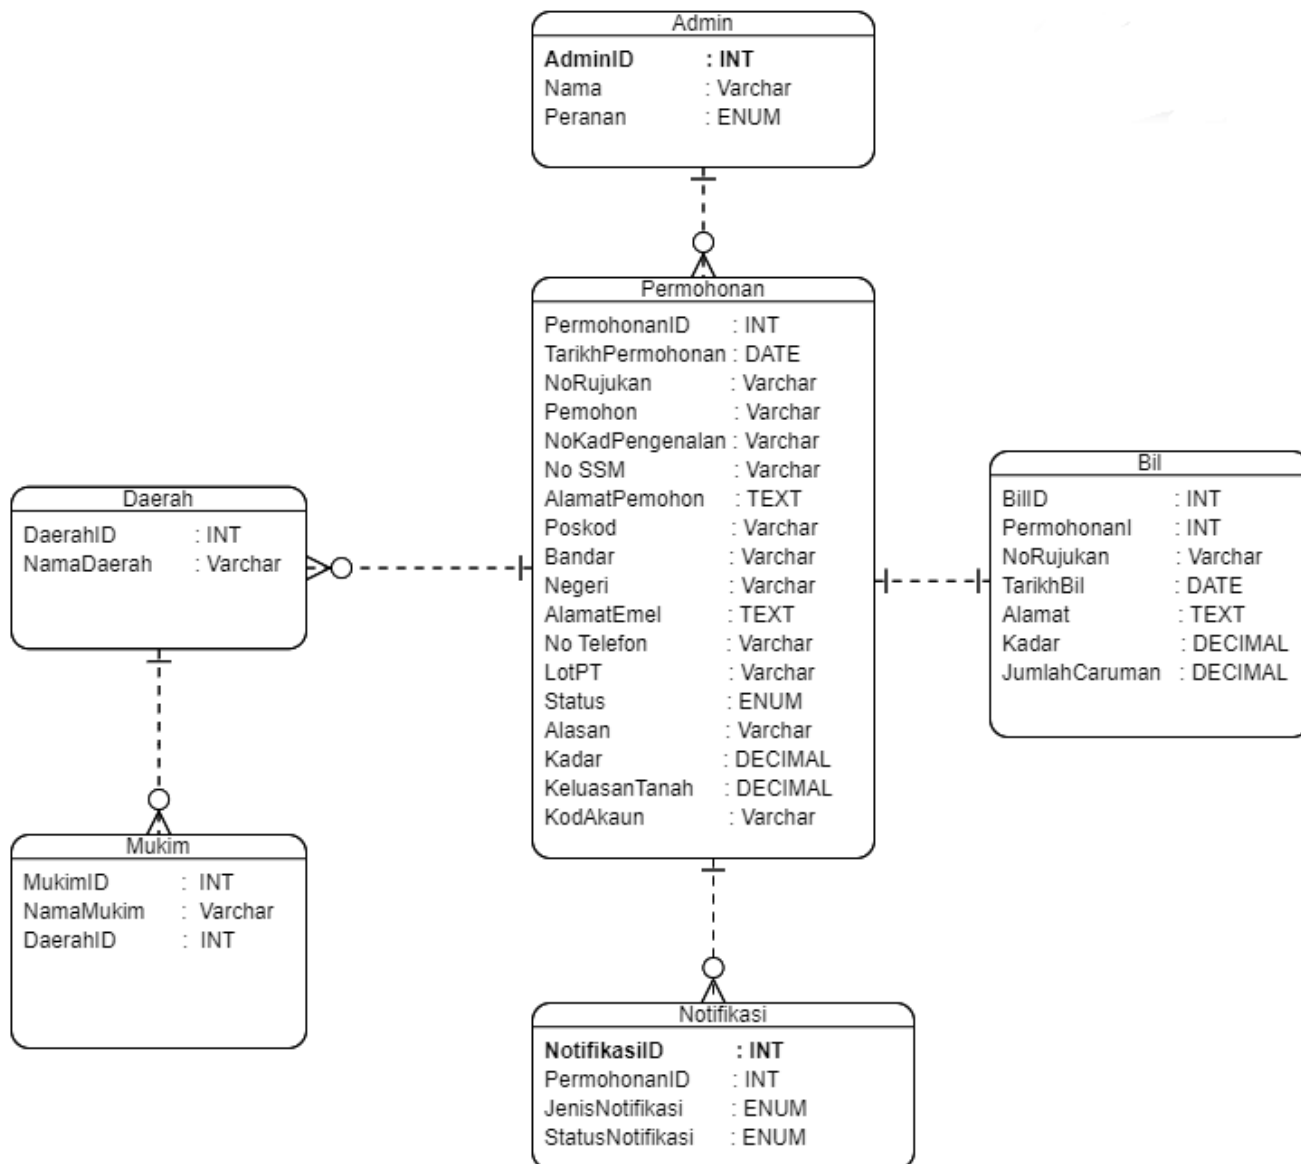 Admin
AdminID : INT
Nama : Varchar
Peranan : ENUM
Permohonan
PermohonanID : INT
TarikhPermohonan : DATE
NoRujukan : Varchar
Pemohon : Varchar
NoKadPengenalan : Varchar
No SSM : Varchar
AlamatPemohon : TEXT
Poskod : Varchar
Bandar : Varchar
Negeri : Varchar
AlamatEmel : TEXT
No Telefon : Varchar
LotPT : Varchar
Status : ENUM
Alasan : Varchar
Kadar : DECIMAL
KeluasanTanah : DECIMAL
KodAkaun : Varchar
Bil
BilID : INT
PermohonanI : INT
NoRujukan : Varchar
TarikhBil : DATE
Alamat : TEXT
Kadar : DECIMAL
JumlahCaruman : DECIMAL
Daerah
DaerahID : INT
NamaDaerah : Varchar
Mukim
MukimID : INT
NamaMukim : Varchar
DaerahID : INT
Notifikasi
NotifikasiID : INT
PermohonanID : INT
JenisNotifikasi : ENUM
StatusNotifikasi : ENUM